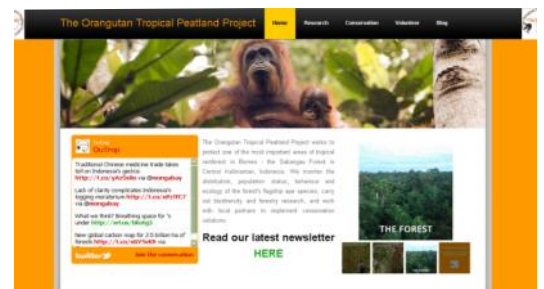 The Orangutan Tropical Peatland Project
Home Research Conservation Volunteer Blog
OuTrop
Traditional Chinese medicine trade takes
toll on Indonesia's geckos
via @mongabay
Lack of clarity complicates Indonesia's
logging moratorium
via @mongabay
What we think? Breathing space for 's
under
New global carbon map for 2.5 billion ha of
forests via
Join the conversation
The Orangutan Tropical Peatland Project works to
protect one of the most important areas of tropical
rainforest in Borneo - the Sabangau Forest in
Central Kalimantan, Indonesia. We monitor the
distribution, population status, behaviour and
ecology of the forest's flagship ape species, carry
out biodiversity and forestry research, and work
with local partners to implement conservation
solutions
Read our latest newsletter
HERE
THE FOREST